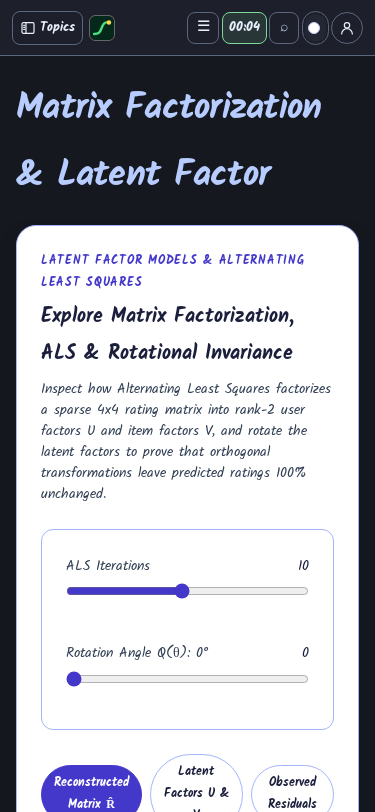 Topics
00:04
Matrix Factorization
& Latent Factor
LATENT FACTOR MODELS & ALTERNATING
LEAST SQUARES
Explore Matrix Factorization,
ALS & Rotational Invariance
Inspect how Alternating Least Squares factorizes
a sparse 4x4 rating matrix into rank-2 user
factors U and item factors V, and rotate the
latent factors to prove that orthogonal
transformations leave predicted ratings 100%
unchanged.
ALS Iterations 10
Rotation Angle Q(θ): 0° 0
Reconstructed
Matrix R̂
Latent
Factors U &
Observed
Residuals